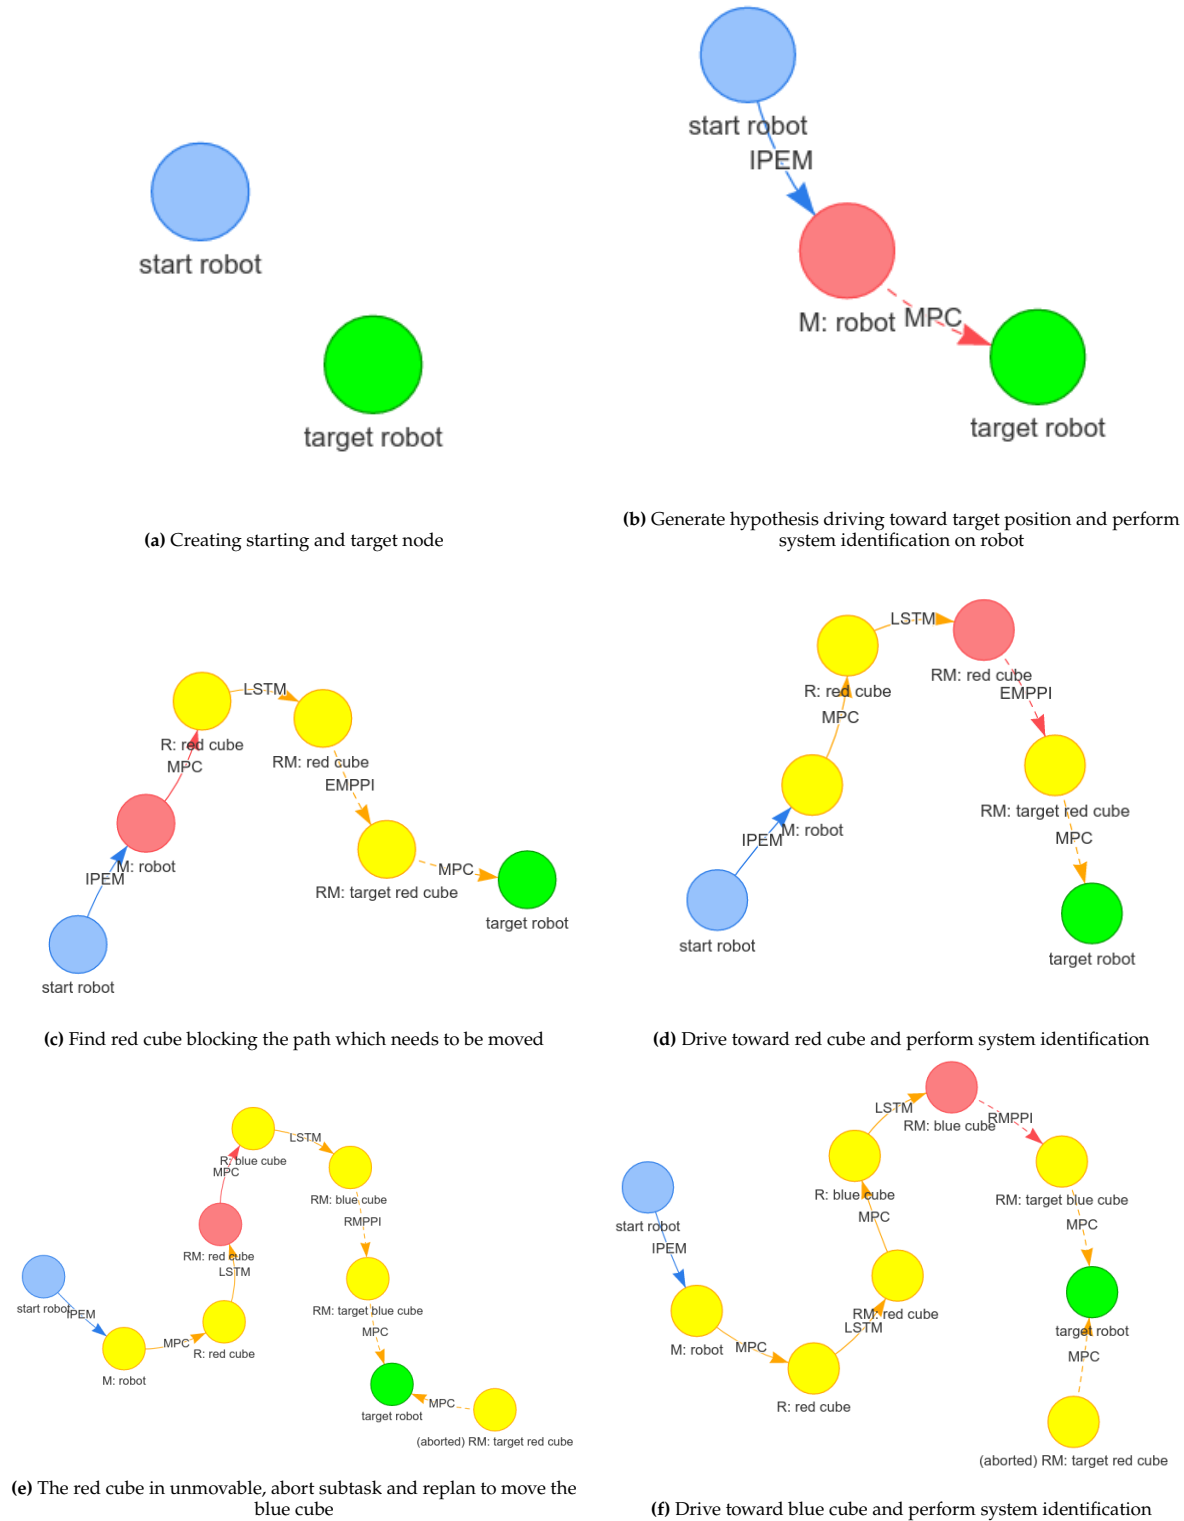 start robot
target robot
(a) Creating starting and target node
start robot
IPEM
M: robot
MPC
target robot
(b) Generate hypothesis driving toward target position and perform
system identification on robot
LSTM
R: red cube
RM: red cube
MPC
EMPPI
M: robot
IPEM
RM: target red cube
MPC
target robot
start robot
(c) Find red cube blocking the path which needs to be moved
LSTM
R: red cube
RM: red cube
EMPPI
MPC
M: robot
IPEM
RM: target red cube
MPC
start robot
target robot
(d) Drive toward red cube and perform system identification
LSTM
R: blue cube
MPC
RM: blue cube
RMPPI
RM: red cube
LSTM
start robot
IPEM
RM: target blue cube
MPC
MPC
R: red cube
M: robot
target robot
MPC
(aborted) RM: target red cube
(e) The red cube in unmovable, abort subtask and replan to move the
blue cube
LSTM
RM: blue cube
RMPPI
R: blue cube
RM: target blue cube
MPC
MPC
start robot
IPEM
RM: red cube
LSTM
target robot
M: robot
MPC
MPC
R: red cube
(aborted) RM: target red cube
(f) Drive toward blue cube and perform system identification